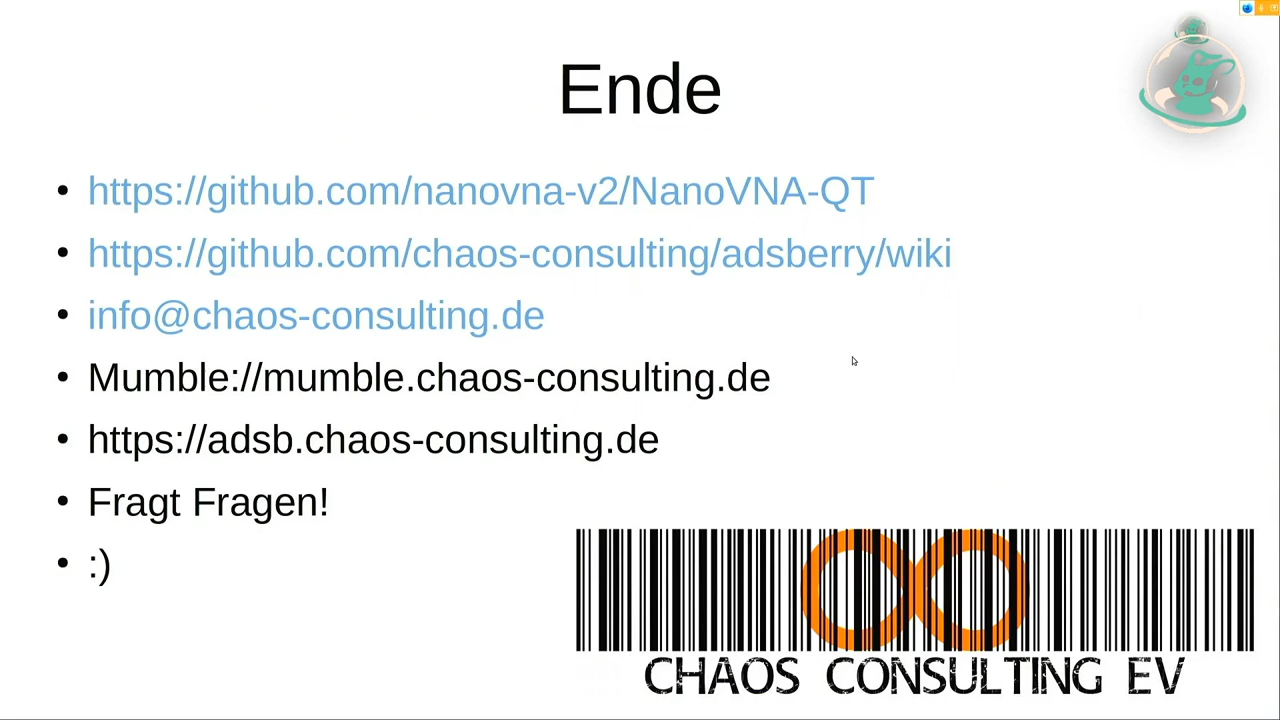 Ende
https://github.com/nanovna-v2/NanoVNA-QT
https://github.com/chaos-consulting/adsberry/wiki
info@chaos-consulting.de
Mumble://mumble.chaos-consulting.de
https://adsb.chaos-consulting.de
Fragt Fragen!
:)
CHAOS CONSULTING EV